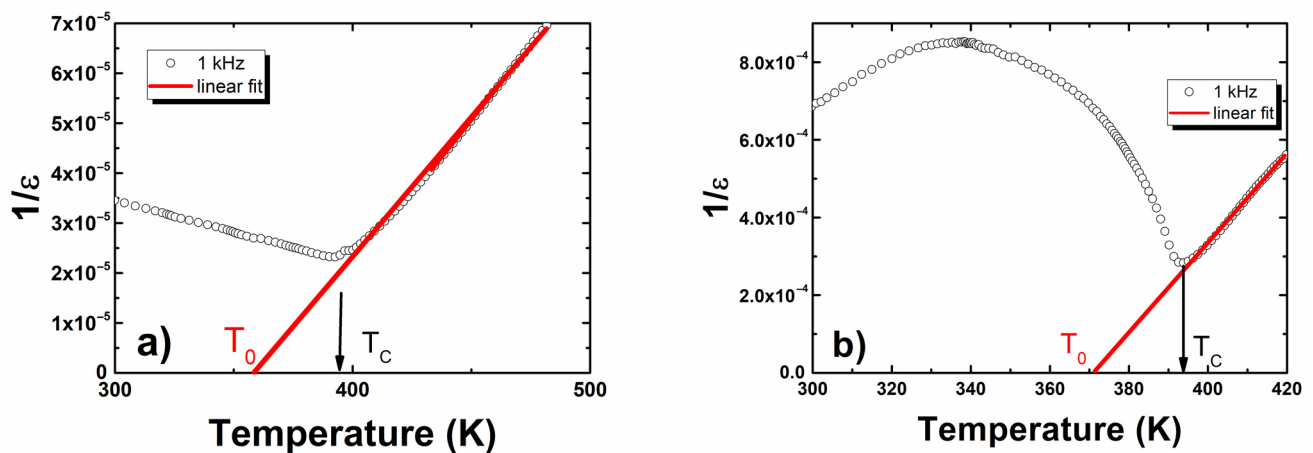 7x10⁻⁵
6x10⁻⁵
5x10⁻⁵
4x10⁻⁵
3x10⁻⁵
2x10⁻⁵
1x10⁻⁵
0
1/ε
1 kHz
linear fit
a)
T₀
T_C
300
400
500
Temperature (K)
8.0x10⁻⁴
6.0x10⁻⁴
4.0x10⁻⁴
2.0x10⁻⁴
0.0
1/ε
1 kHz
linear fit
b)
T₀
T_C
300
320
340
360
380
400
420
Temperature (K)